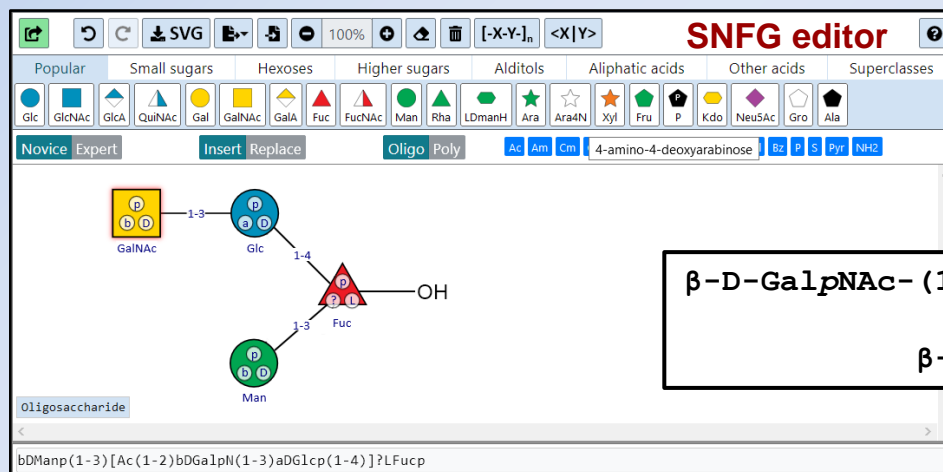 SVG 100% [-X-Y-]n <X|Y> SNFG editor
Popular Small sugars Hexoses Higher sugars Alditols Aliphatic acids Other acids Superclasses
P
Glc GlcNAc GlcA QuiNAc Gal GalNAc GalA Fuc FucNAc Man Rha LDmanH Ara Ara4N Xyl Fru P Kdo Neu5Ac Gro Ala
Novice Expert Insert Replace Oligo Poly Ac Am Cm 4-amino-4-deoxyarabinose Bz P S Pyr NH2
p b D
GalNAc
1-3
p a D
Glc
1-4
p ? L
Fuc
OH
1-3
p b D
Man
β-D-GalpNAc-(1
β-
Oligosaccharide
bDManp(1-3)[Ac(1-2)bDGalpN(1-3)aDGlcp(1-4)]?LFucp